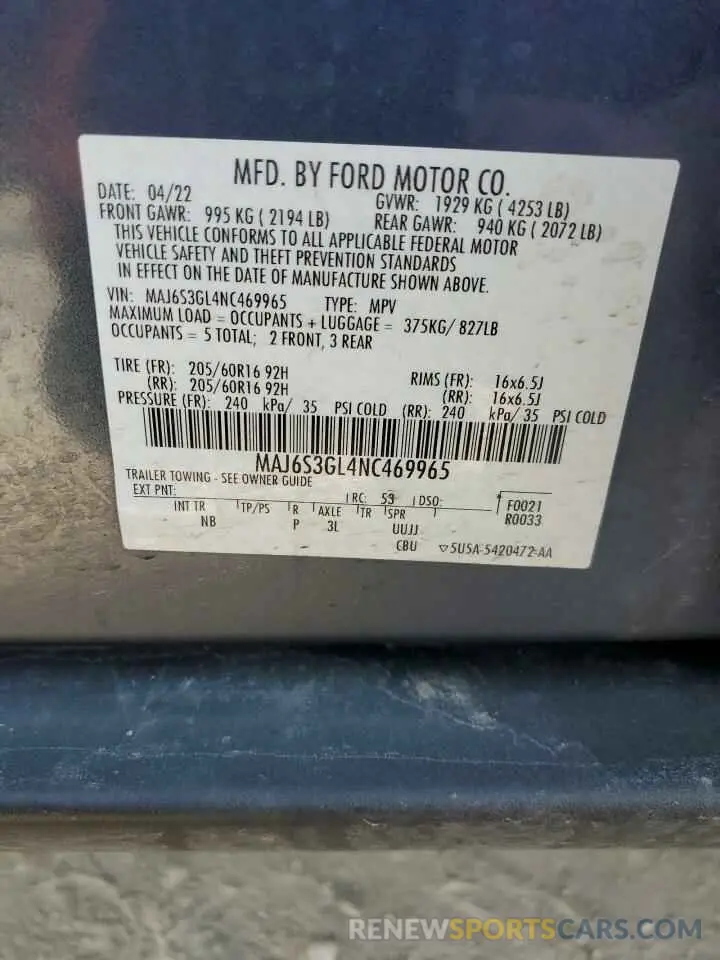 MFD. BY FORD MOTOR CO.
DATE: 04/22 GVWR: 1929 KG ( 4253 LB)
FRONT GAWR: 995 KG ( 2194 LB) REAR GAWR: 940 KG ( 2072 LB)
THIS VEHICLE CONFORMS TO ALL APPLICABLE FEDERAL MOTOR
VEHICLE SAFETY AND THEFT PREVENTION STANDARDS
IN EFFECT ON THE DATE OF MANUFACTURE SHOWN ABOVE.
VIN: MAJ6S3GL4NC469965 TYPE: MPV
MAXIMUM LOAD = OCCUPANTS + LUGGAGE = 375KG/ 827LB
OCCUPANTS = 5 TOTAL; 2 FRONT, 3 REAR
TIRE (FR): 205/60R16 92H RIMS (FR): 16x6.5J
(RR): 205/60R16 92H (RR): 16x6.5J
PRESSURE (FR): 240 kPa/ 35 PSI COLD (RR): 240 kPa/ 35 PSI COLD
MAJ6S3GL4NC469965
TRAILER TOWING - SEE OWNER GUIDE
EXT PNT: RC: 53 DSO: F0021
INT TR TP/PS R AXLE TR SPR R0033
NB P 3L UUJJ
CBU 5U5A-5420472-AA
RENEWSPORTSCARS.COM